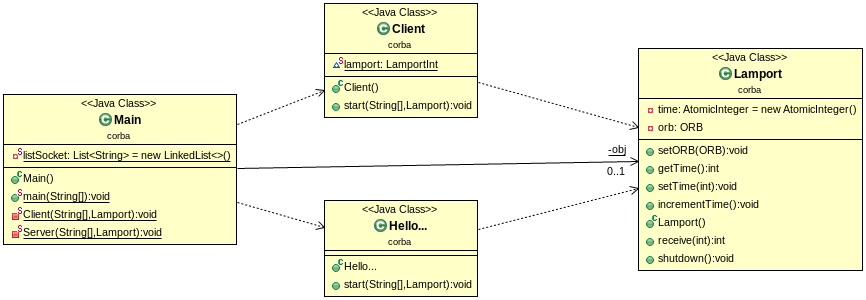 <<Java Class>>
Client
corba
lamport: LamportInt
Client()
start(String[],Lamport):void
<<Java Class>>
Main
corba
listSocket: List<String> = new LinkedList<>()
Main()
main(String[]):void
Client(String[],Lamport):void
Server(String[],Lamport):void
<<Java Class>>
Hello...
corba
Hello...
start(String[],Lamport):void
-obj
0..1
<<Java Class>>
Lamport
corba
time: AtomicInteger = new AtomicInteger()
orb: ORB
setORB(ORB):void
getTime():int
setTime(int):void
incrementTime():void
Lamport()
receive(int):int
shutdown():void